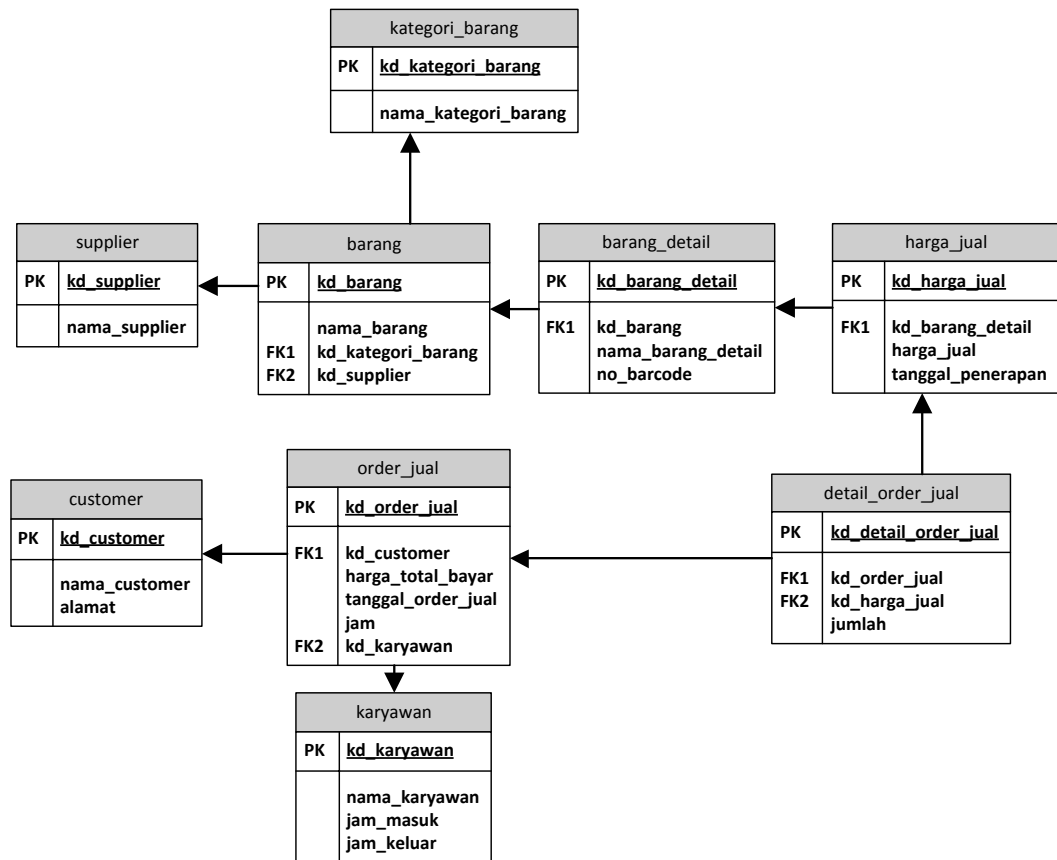 kategori_barang
PK kd_kategori_barang
nama_kategori_barang
supplier
PK kd_supplier
nama_supplier
barang
PK kd_barang
nama_barang
FK1 kd_kategori_barang
FK2 kd_supplier
barang_detail
PK kd_barang_detail
FK1 kd_barang
nama_barang_detail
no_barcode
harga_jual
PK kd_harga_jual
FK1 kd_barang_detail
harga_jual
tanggal_penerapan
customer
PK kd_customer
nama_customer
alamat
order_jual
PK kd_order_jual
FK1 kd_customer
harga_total_bayar
tanggal_order_jual
jam
FK2 kd_karyawan
detail_order_jual
PK kd_detail_order_jual
FK1 kd_order_jual
FK2 kd_harga_jual
jumlah
karyawan
PK kd_karyawan
nama_karyawan
jam_masuk
jam_keluar